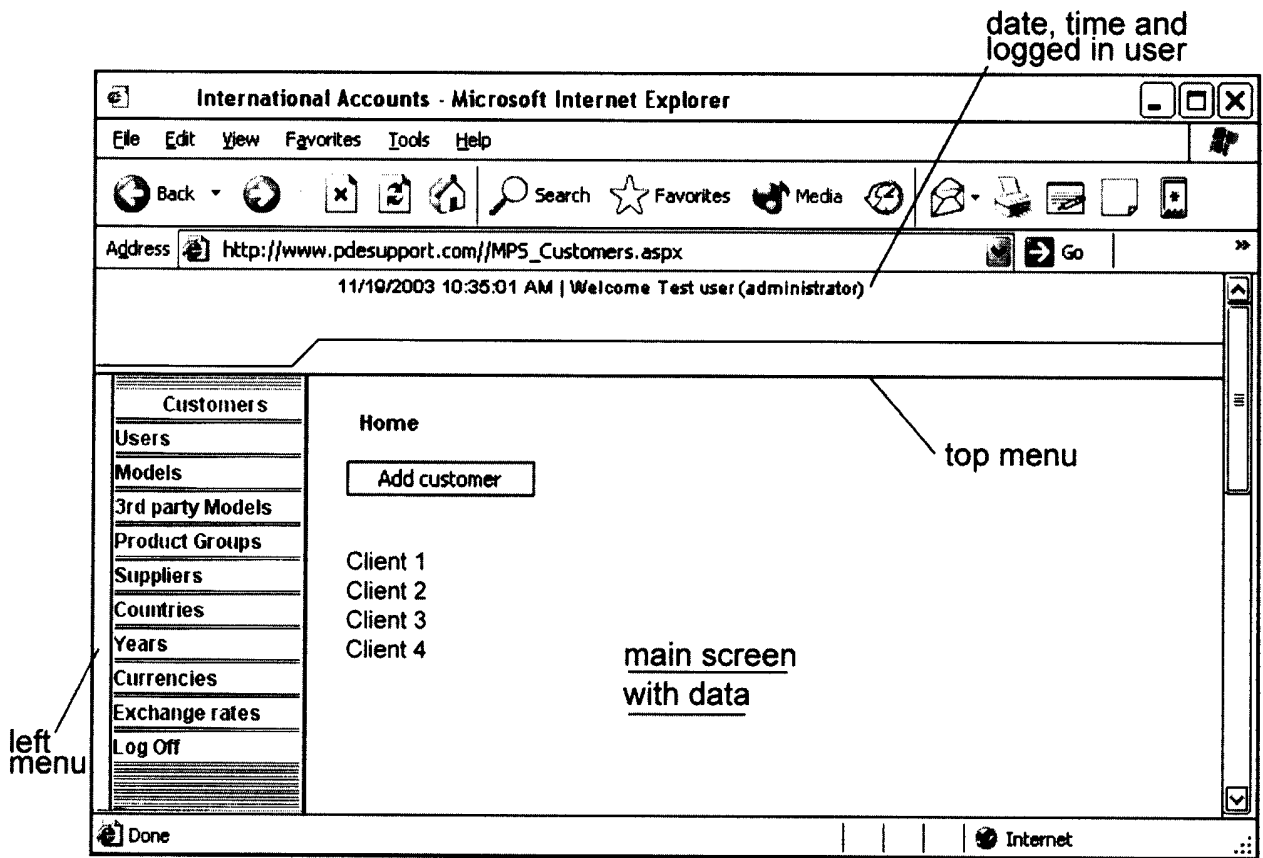 date, time and
logged in user
International Accounts - Microsoft Internet Explorer
File Edit View Favorites Tools Help
Back Search Favorites Media
Address http://www.pdesupport.com//MPS_Customers.aspx Go »
11/19/2003 10:35:01 AM | Welcome Test user (administrator)
Customers
Users
Models
3rd party Models
Product Groups
Suppliers
Countries
Years
Currencies
Exchange rates
Log Off
Home
Add customer
Client 1
Client 2
Client 3
Client 4
top menu
main screen
with data
left
menu
Done Internet